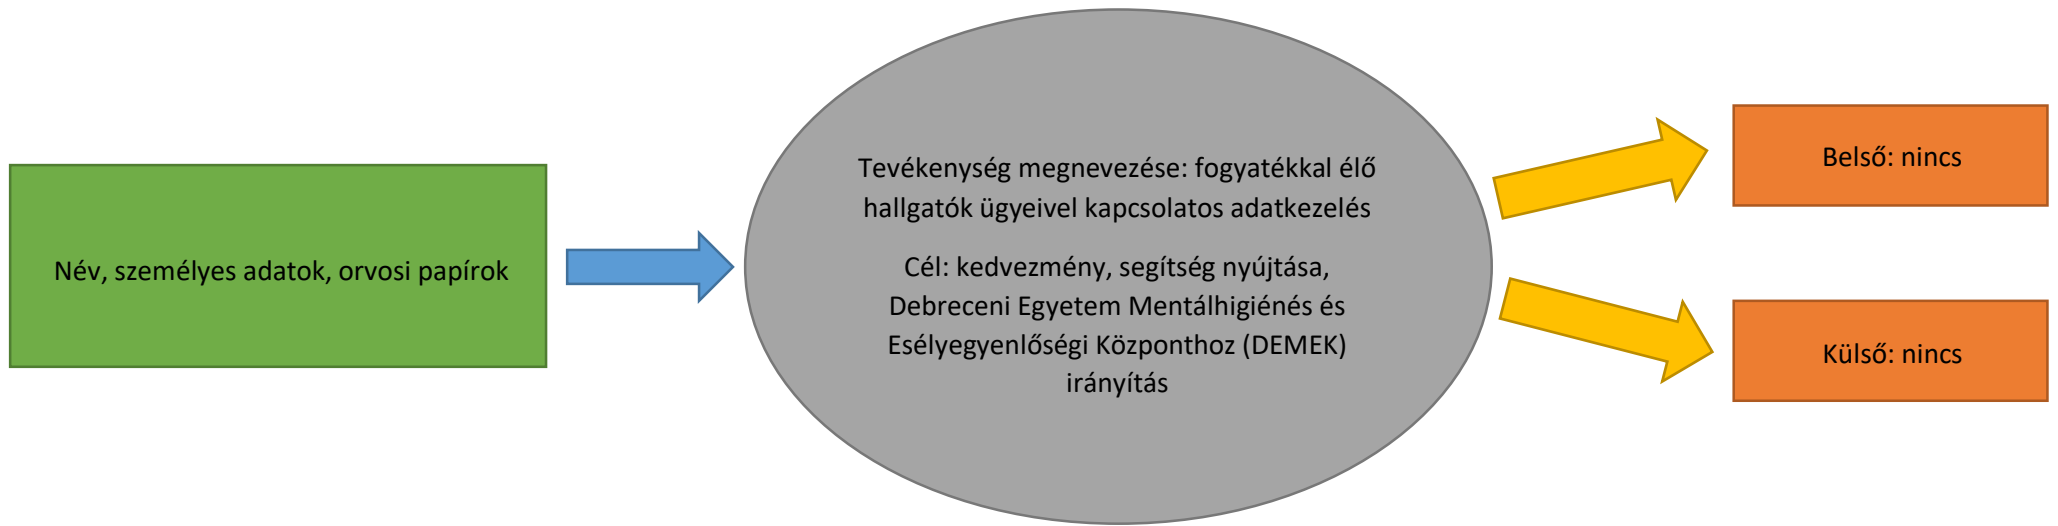 Név, személyes adatok, orvosi papírok
Tevékenység megnevezése: fogyatékkal élő
hallgatók ügyeivel kapcsolatos adatkezelés
Cél: kedvezmény, segítség nyújtása,
Debreceni Egyetem Mentálhigiénés és
Esélyegyenlőségi Központhoz (DEMEK)
irányítás
Belső: nincs
Külső: nincs